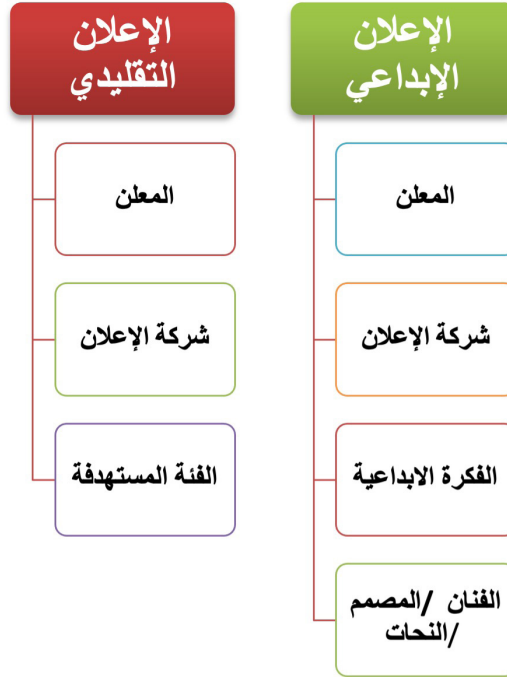 الإعلان
الإبداعي
المعلن
شركة الإعلان
الفكرة الابداعية
الفنان /المصمم
/النحات
الإعلان
التقليدي
المعلن
شركة الإعلان
الفئة المستهدفة